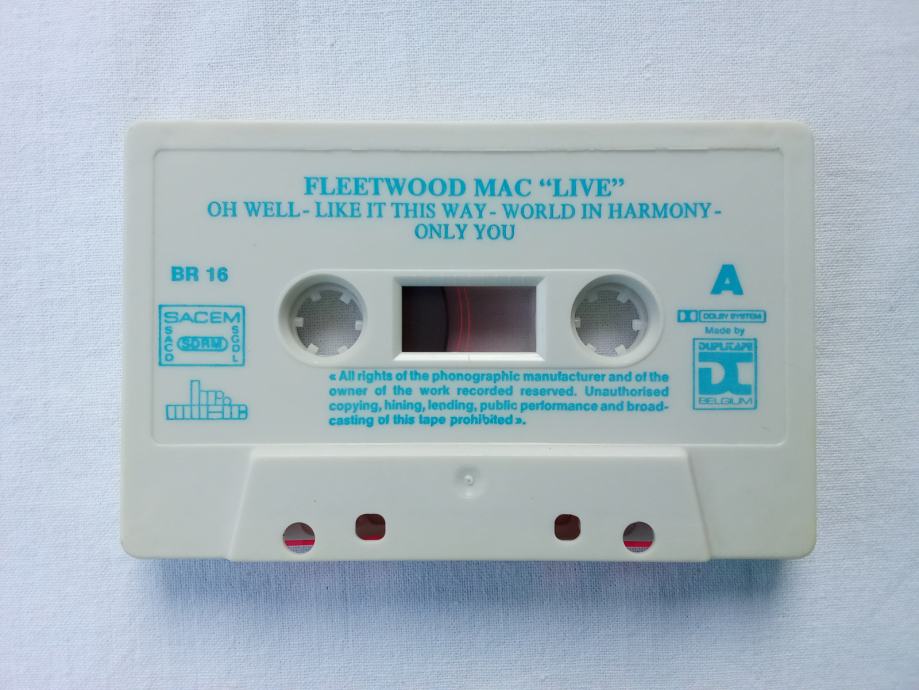 FLEETWOOD MAC “LIVE”
OH WELL - LIKE IT THIS WAY - WORLD IN HARMONY -
ONLY YOU
BR 16
A
SACEM
SACD
SDRM
SGDL
DOLBY SYSTEM
Made by
DUPLITAPE
BELGIUM
« All rights of the phonographic manufacturer and of the
owner of the work recorded reserved. Unauthorised
copying, hining, lending, public performance and broad-
casting of this tape prohibited ».